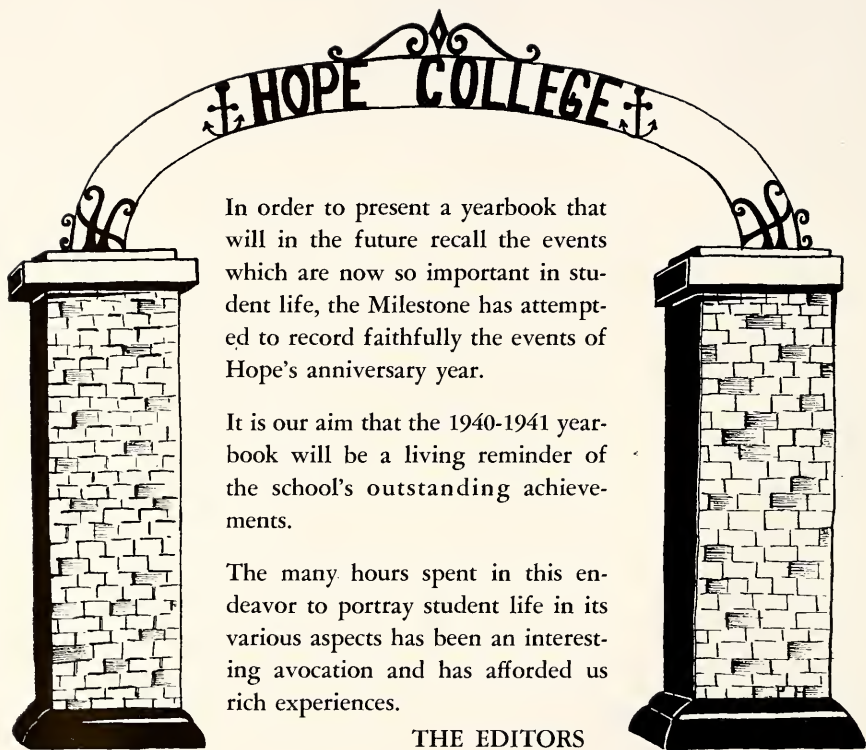 HOPE COLLEGE
In order to present a yearbook that
will in the future recall the events
which are now so important in stu-
dent life, the Milestone has attempt-
ed to record faithfully the events of
Hope's anniversary year.
It is our aim that the 1940-1941 year-
book will be a living reminder of
the school's outstanding achieve-
ments.
The many hours spent in this en-
deavor to portray student life in its
various aspects has been an interest-
ing avocation and has afforded us
rich experiences.
THE EDITORS